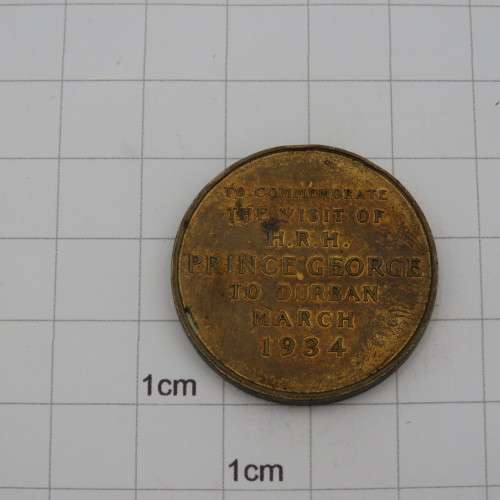 TO COMMEMORATE
THE VISIT OF
H.R.H.
PRINCE GEORGE
TO DURBAN
MARCH
1934
1cm
1cm